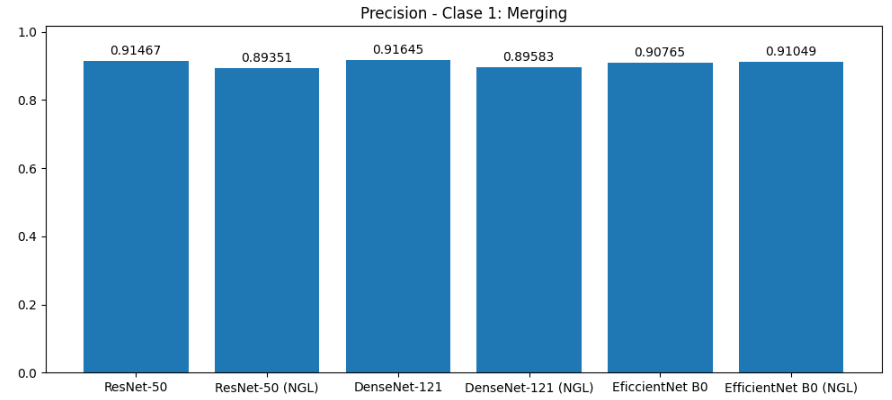 Precision - Clase 1: Merging
1.0
0.8
0.6
0.4
0.2
0.0
0.91467
0.89351
0.91645
0.89583
0.90765
0.91049
ResNet-50
ResNet-50 (NGL)
DenseNet-121
DenseNet-121 (NGL)
EficcientNet B0
EfficientNet B0 (NGL)